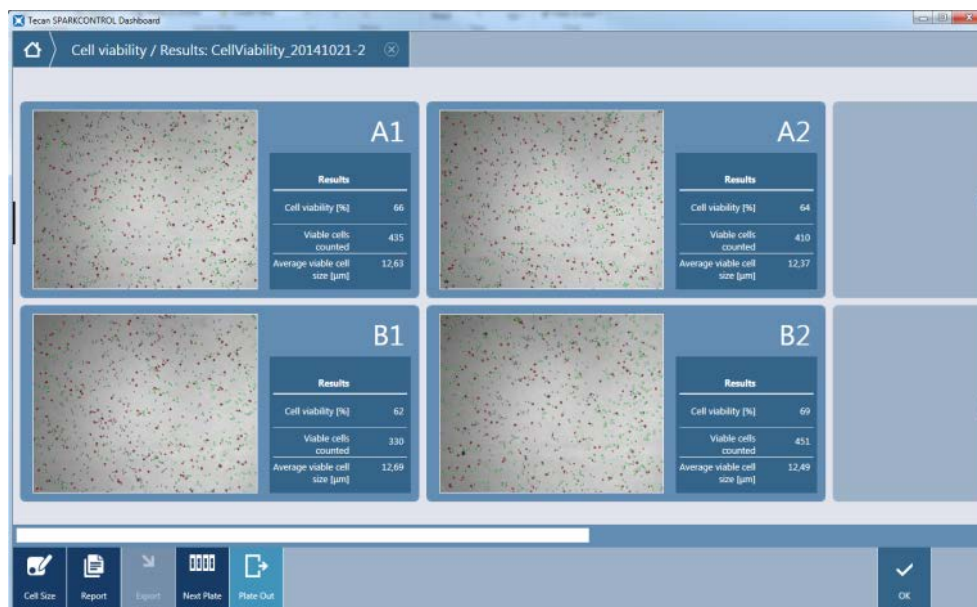 Tecan SPARKCONTROL Dashboard
Cell viability / Results: CellViability_20141021-2
A1
Results
Cell viability [%] 66
Viable cells
counted 435
Average viable cell
size [µm] 12,63
A2
Results
Cell viability [%] 64
Viable cells
counted 410
Average viable cell
size [µm] 12,37
B1
Results
Cell viability [%] 62
Viable cells
counted 330
Average viable cell
size [µm] 12,69
B2
Results
Cell viability [%] 69
Viable cells
counted 451
Average viable cell
size [µm] 12,49
Cell Size
Report
Export
Next Plate
Plate Out
OK